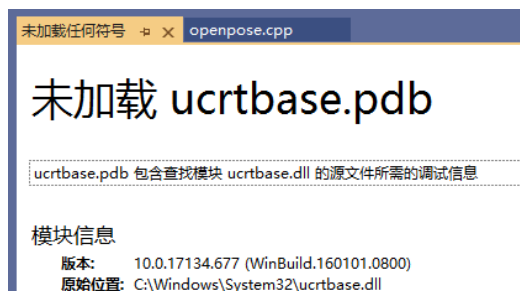 未加载任何符号 openpose.cpp
未加载 ucrtbase.pdb
ucrtbase.pdb 包含查找模块 ucrtbase.dll 的源文件所需的调试信息
模块信息
版本: 10.0.17134.677 (WinBuild.160101.0800)
原始位置: C:\Windows\System32\ucrtbase.dll